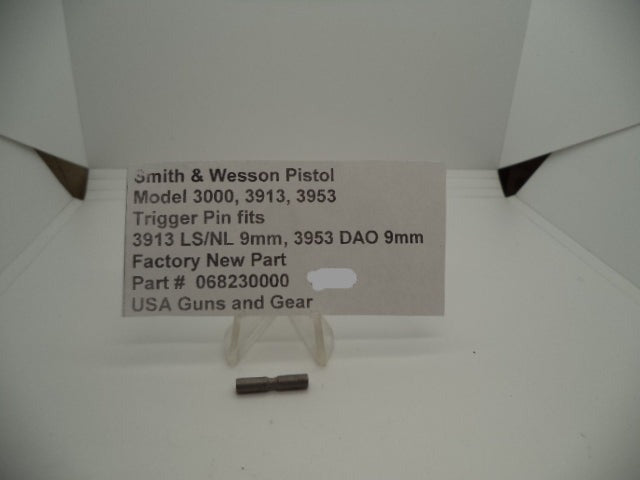 Smith & Wesson Pistol
Model 3000, 3913, 3953
Trigger Pin fits
3913 LS/NL 9mm, 3953 DAO 9mm
Factory New Part
Part # 068230000
USA Guns and Gear